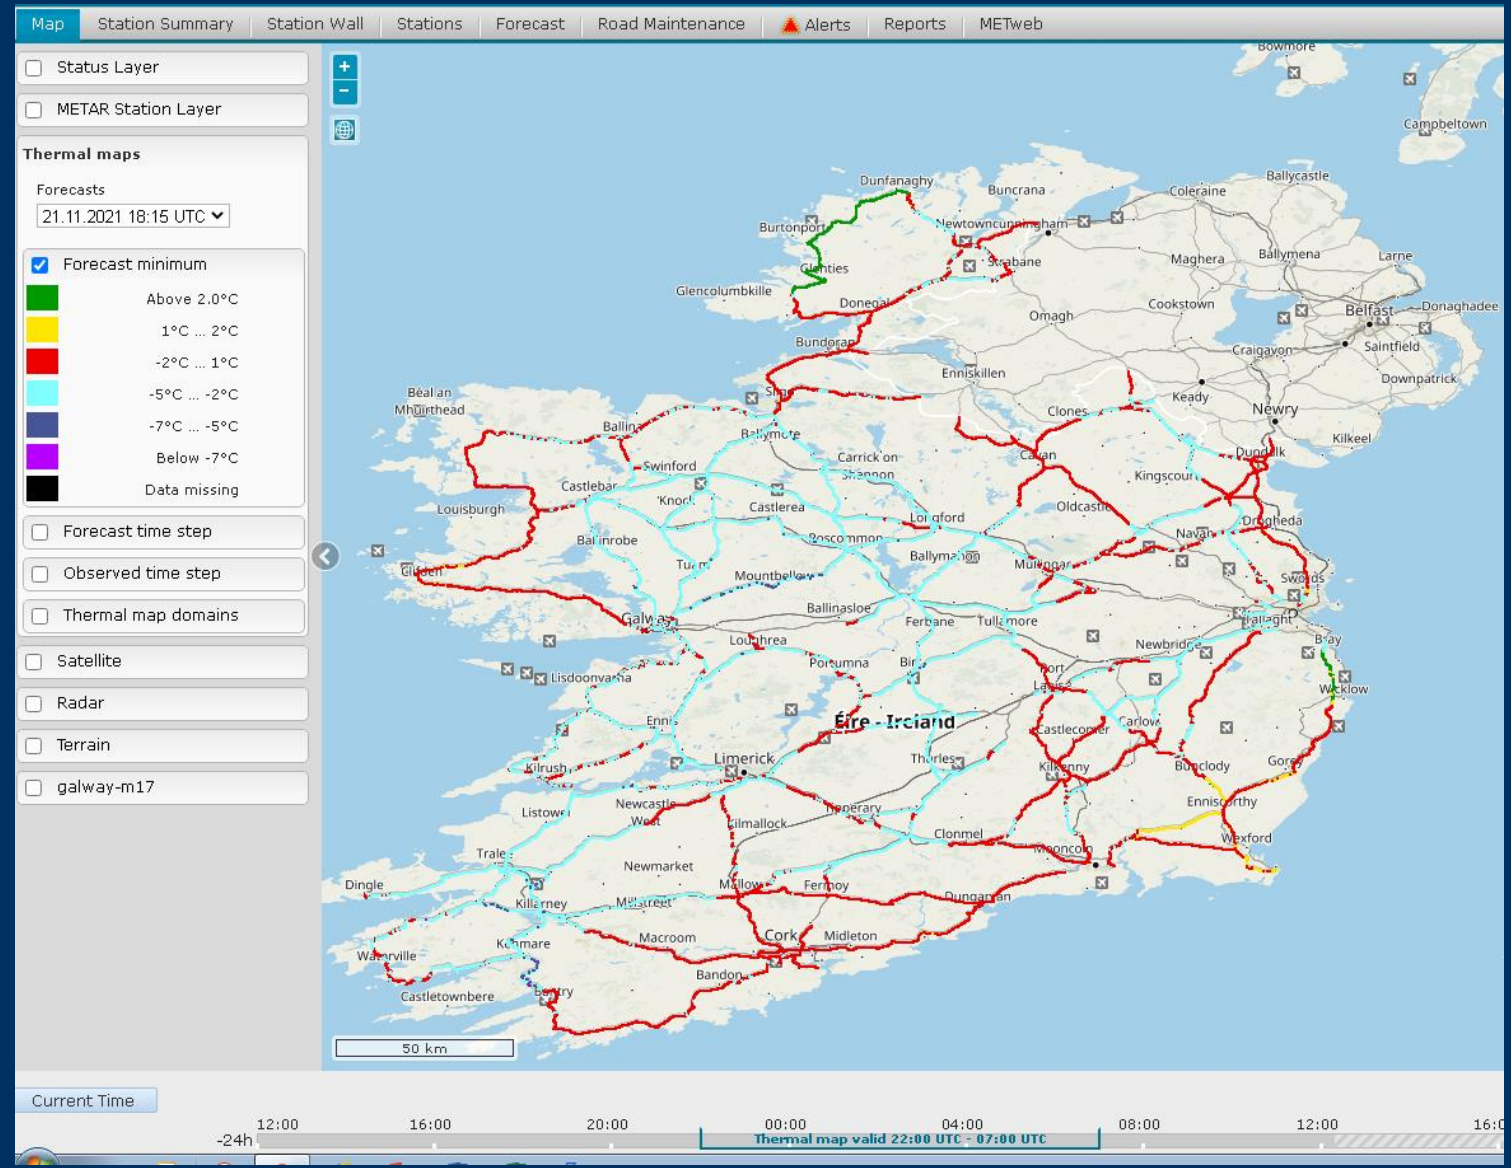 Map Station Summary Station Wall Stations Forecast Road Maintenance Alerts Reports METweb
Status Layer
METAR Station Layer
Thermal maps
Forecasts
21.11.2021 18:15 UTC
Forecast minimum
Above 2.0°C
1°C ... 2°C
-2°C ... 1°C
-5°C ... -2°C
-7°C ... -5°C
Below -7°C
Data missing
Forecast time step
Observed time step
Thermal map domains
Satellite
Radar
Terrain
galway-m17
+
-
Bowmore
Campbeltown
Ballycastle
Dunfanaghy
Buncrana
Coleraine
Burtonport
Newtowncunningham
Strabane
Maghera
Ballymena
Larne
Glenties
Glencolumbkille
Donegal
Cookstown
Belfast
Donaghadee
Omagh
Bundoran
Craigavon
Saintfield
Enniskillen
Downpatrick
Béal an
Mhuirthead
Sligo
Keady
Clones
Newry
Ballina
Ballymote
Kilkeel
Carrick on
Shannon
Cavan
Dundalk
Swinford
Kingscourt
Castlebar
Knock
Castlerea
Louisburgh
Longford
Oldcastle
Drogheda
Ballinrobe
Roscommon
Navan
Ballymahon
Tuam
Mullingar
Clifden
Mountbellew
Swords
Ballinasloe
Galway
Ferbane
Tullamore
Tallaght
Loughrea
Newbridge
Bray
Portumna
Birr
Port
Laoise
Lisdoonvarna
Wicklow
Ennis
Éire - Ireland
Castlecomer
Carlow
Limerick
Thurles
Kilkenny
Bunclody
Gorey
Kilrush
Newcastle
West
Listowel
Tipperary
Enniscorthy
Kilmallock
Clonmel
Wexford
Tralee
Mooncoin
Newmarket
Dingle
Mallow
Fermoy
Killarney
Millstreet
Dungarvan
Kenmare
Macroom
Cork
Midleton
Waterville
Bandon
Castletownbere
Bantry
50 km
Current Time
12:00 16:00 20:00 00:00 04:00 08:00 12:00 16:0
-24h
Thermal map valid 22:00 UTC - 07:00 UTC